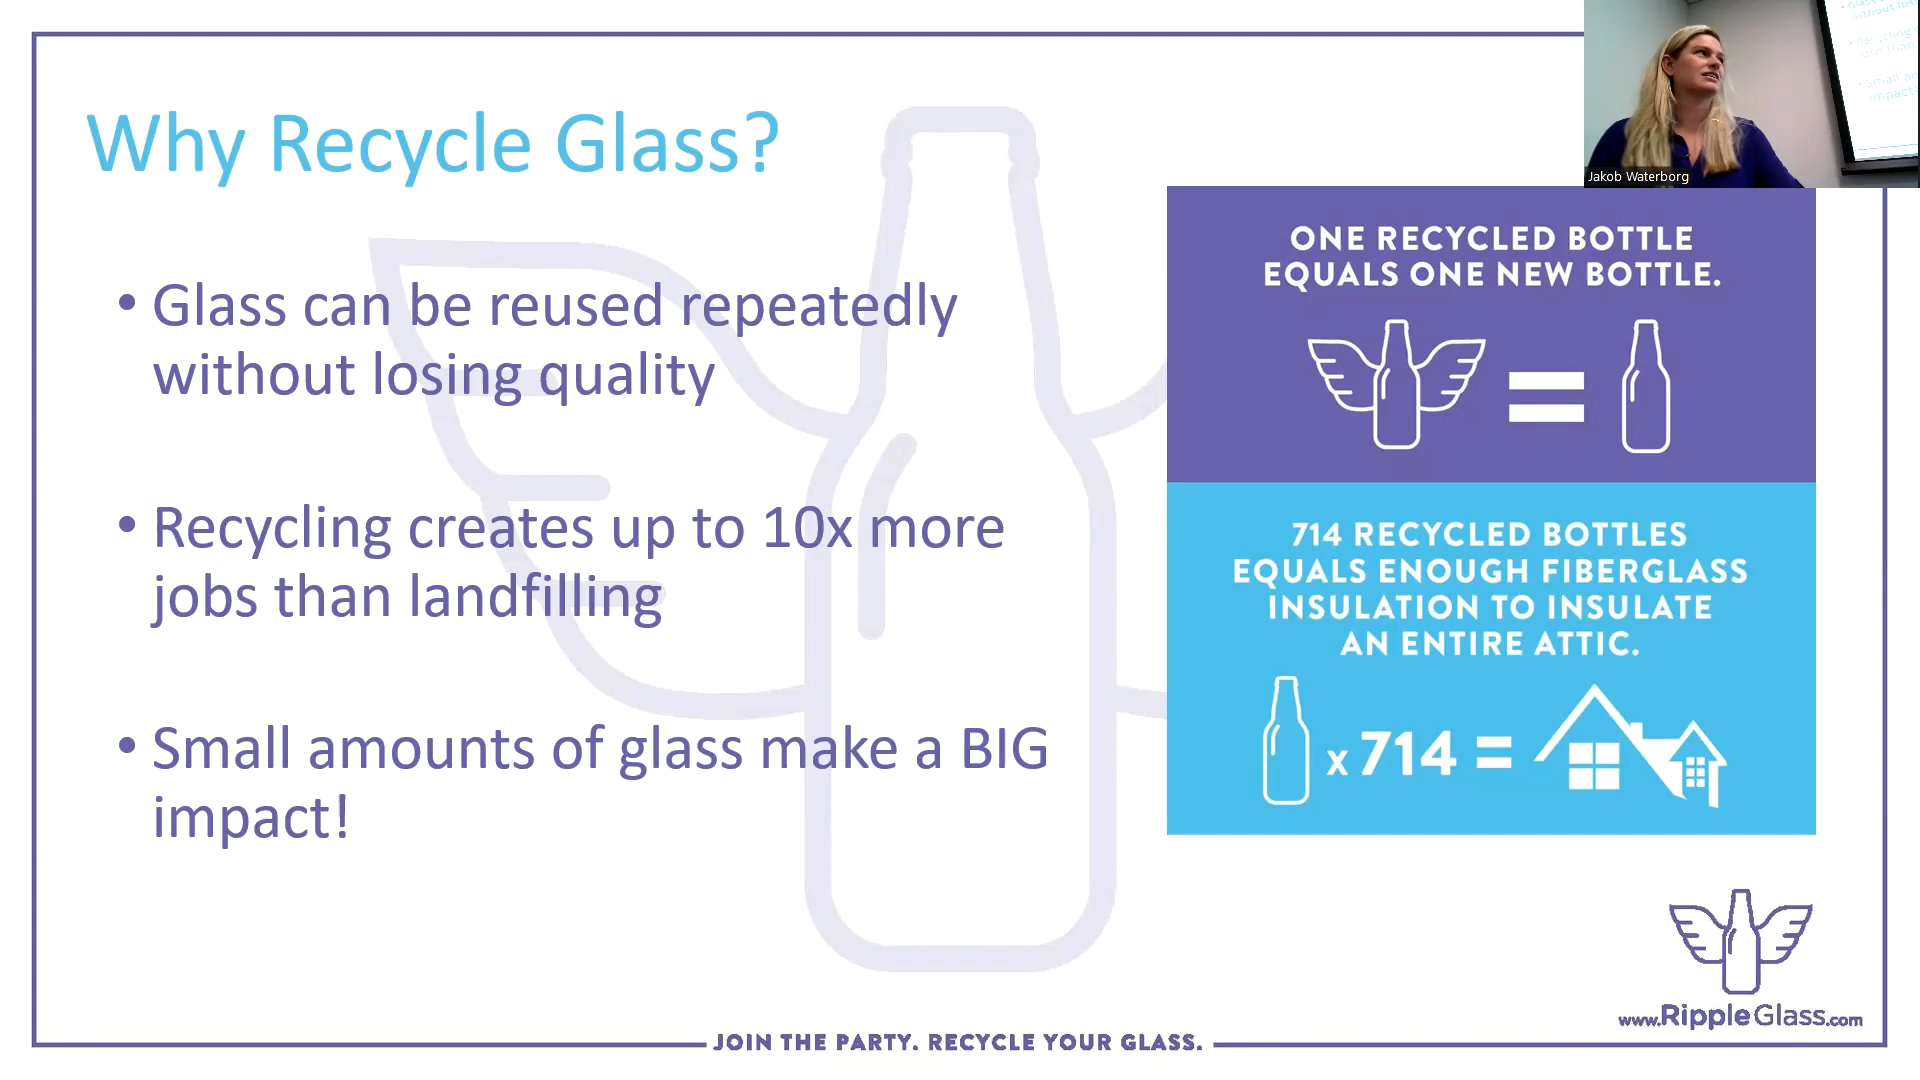 Why Recycle Glass?
• Glass can be reused repeatedly
without losing quality
• Recycling creates up to 10x more
jobs than landfilling
• Small amounts of glass make a BIG
impact!
Jakob Waterborg
ONE RECYCLED BOTTLE
EQUALS ONE NEW BOTTLE.
=
714 RECYCLED BOTTLES
EQUALS ENOUGH FIBERGLASS
INSULATION TO INSULATE
AN ENTIRE ATTIC.
x 714 =
www.RippleGlass.com
JOIN THE PARTY. RECYCLE YOUR GLASS.